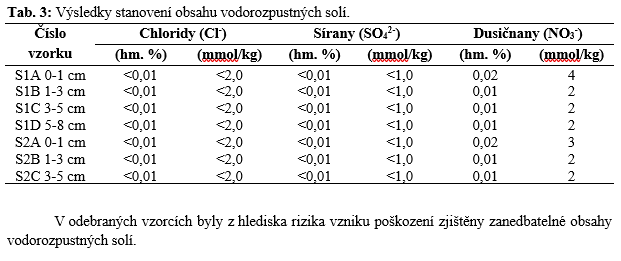 Tab. 3: Výsledky stanovení obsahu vodorozpustných solí.
Číslo vzorku Chloridy (Cl-) Sírany (SO₄²-) Dusičnany (NO₃-)
(hm. %) (mmol/kg) (hm. %) (mmol/kg) (hm. %) (mmol/kg)
S1A 0-1 cm <0,01 <2,0 <0,01 <1,0 0,02 4
S1B 1-3 cm <0,01 <2,0 <0,01 <1,0 0,01 2
S1C 3-5 cm <0,01 <2,0 <0,01 <1,0 0,01 2
S1D 5-8 cm <0,01 <2,0 <0,01 <1,0 0,01 2
S2A 0-1 cm <0,01 <2,0 <0,01 <1,0 0,02 3
S2B 1-3 cm <0,01 <2,0 <0,01 <1,0 0,01 2
S2C 3-5 cm <0,01 <2,0 <0,01 <1,0 0,01 2
V odebraných vzorcích byly z hlediska rizika vzniku poškození zjištěny zanedbatelné obsahy
vodorozpustných solí.